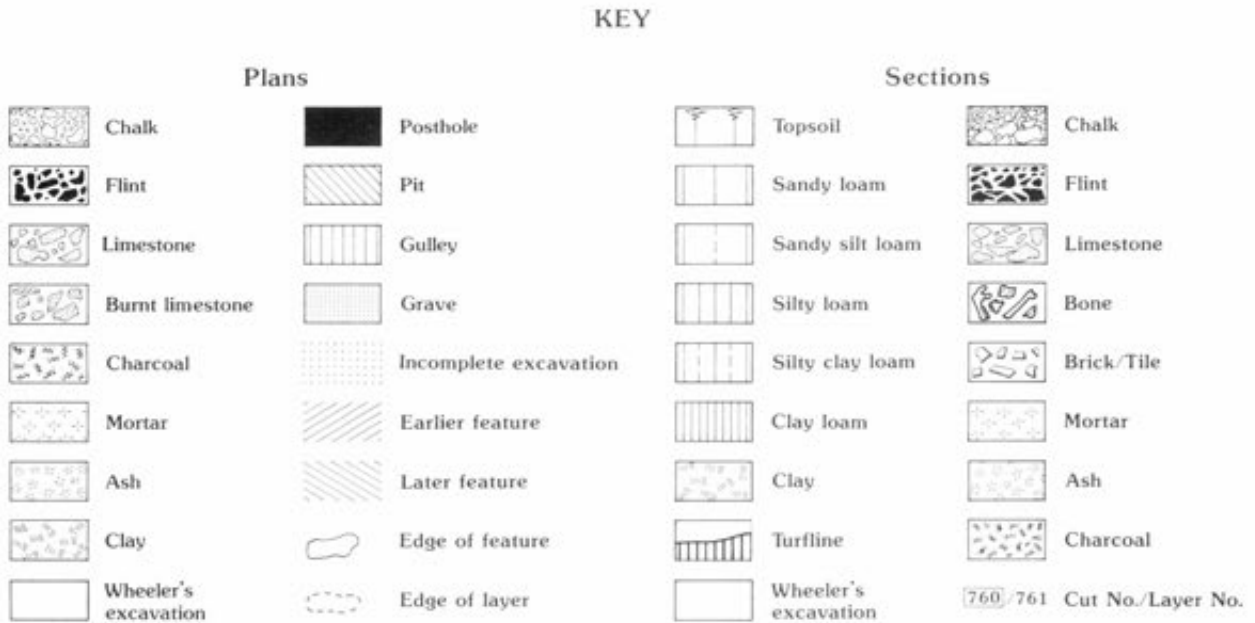 KEY
Plans
Chalk
Flint
Limestone
Burnt limestone
Charcoal
Mortar
Ash
Clay
Wheeler's
excavation
Posthole
Pit
Gulley
Grave
Incomplete excavation
Earlier feature
Later feature
Edge of feature
Edge of layer
Sections
Topsoil
Sandy loam
Sandy silt loam
Silty loam
Silty clay loam
Clay loam
Clay
Turfline
Wheeler's
excavation
Chalk
Flint
Limestone
Bone
Brick/Tile
Mortar
Ash
Charcoal
760/761 Cut No./Layer No.